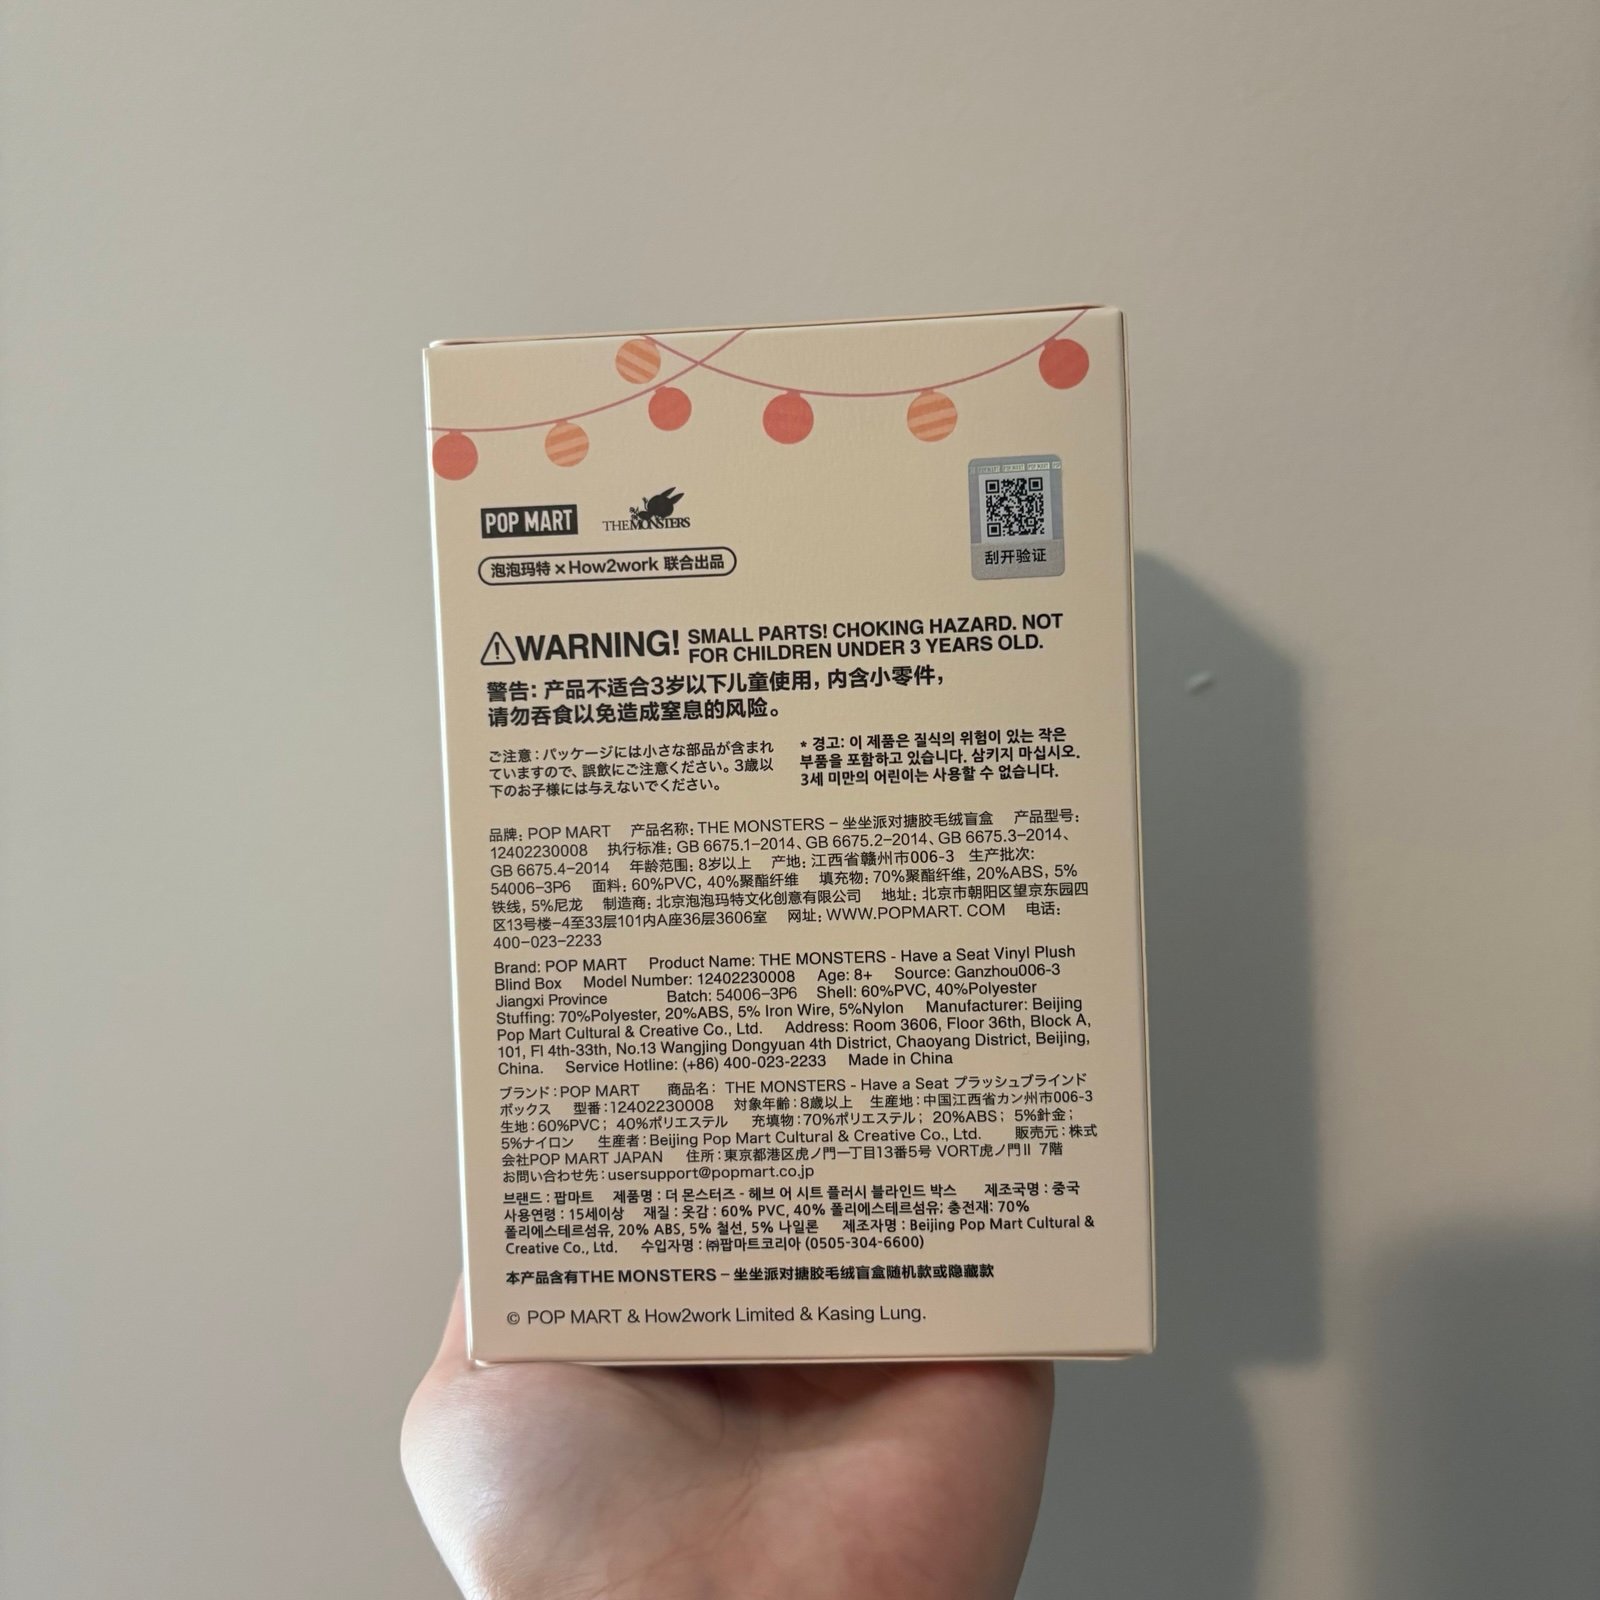 POP MART
THE MONSTERS
泡泡玛特 × How2work 联合出品
刮开验证
WARNING! SMALL PARTS! CHOKING HAZARD. NOT
FOR CHILDREN UNDER 3 YEARS OLD.
警告: 产品不适合3岁以下儿童使用, 内含小零件,
请勿吞食以免造成窒息的风险。
ご注意：パッケージには小さな部品が含まれ
ていますので、誤飲にご注意ください。3歳以
下のお子様には与えないでください。
* 경고: 이 제품은 질식의 위험이 있는 작은
부품을 포함하고 있습니다. 삼키지 마십시오.
3세 미만의 어린이는 사용할 수 없습니다.
品牌: POP MART 产品名称: THE MONSTERS – 坐坐派对搪胶毛绒盲盒 产品型号:
12402230008 执行标准: GB 6675.1–2014、GB 6675.2–2014、GB 6675.3–2014、
GB 6675.4–2014 年龄范围: 8岁以上 产地: 江西省赣州市006-3 生产批次:
54006–3P6 面料: 60%PVC, 40%聚酯纤维 填充物: 70%聚酯纤维, 20%ABS, 5%
铁线, 5%尼龙 制造商: 北京泡泡玛特文化创意有限公司 地址: 北京市朝阳区望京东园四
区13号楼–4至33层101内A座36层3606室 网址: WWW.POPMART. COM 电话:
400–023–2233
Brand: POP MART Product Name: THE MONSTERS - Have a Seat Vinyl Plush
Blind Box Model Number: 12402230008 Age: 8+ Source: Ganzhou006-3
Jiangxi Province Batch: 54006–3P6 Shell: 60%PVC, 40%Polyester
Stuffing: 70%Polyester, 20%ABS, 5% Iron Wire, 5%Nylon Manufacturer: Beijing
Pop Mart Cultural & Creative Co., Ltd. Address: Room 3606, Floor 36th, Block A,
101, Fl 4th-33th, No.13 Wangjing Dongyuan 4th District, Chaoyang District, Beijing,
China. Service Hotline: (+86) 400-023-2233 Made in China
ブランド：POP MART 商品名： THE MONSTERS - Have a Seat プラッシュブラインド
ボックス 型番：12402230008 対象年齢：8歳以上 生産地：中国江西省カン州市006-3
生地：60%PVC； 40%ポリエステル 充填物：70%ポリエステル； 20%ABS； 5%針金；
5%ナイロン 生産者：Beijing Pop Mart Cultural & Creative Co., Ltd. 販売元：株式
会社POP MART JAPAN 住所：東京都港区虎ノ門一丁目13番5号 VORT虎ノ門Ⅱ 7階
お問い合わせ先：usersupport@popmart.co.jp
브랜드 : 팝마트 제품명 : 더 몬스터즈 - 헤브 어 시트 플러시 블라인드 박스 제조국명 : 중국
사용연령 : 15세이상 재질 : 옷감 : 60% PVC, 40% 폴리에스테르섬유; 충전재: 70%
폴리에스테르섬유, 20% ABS, 5% 철선, 5% 나일론 제조자명 : Beijing Pop Mart Cultural &
Creative Co., Ltd. 수입자명 : ㈜팝마트코리아 (0505-304-6600)
本产品含有THE MONSTERS – 坐坐派对搪胶毛绒盲盒随机款或隐藏款
© POP MART & How2work Limited & Kasing Lung.